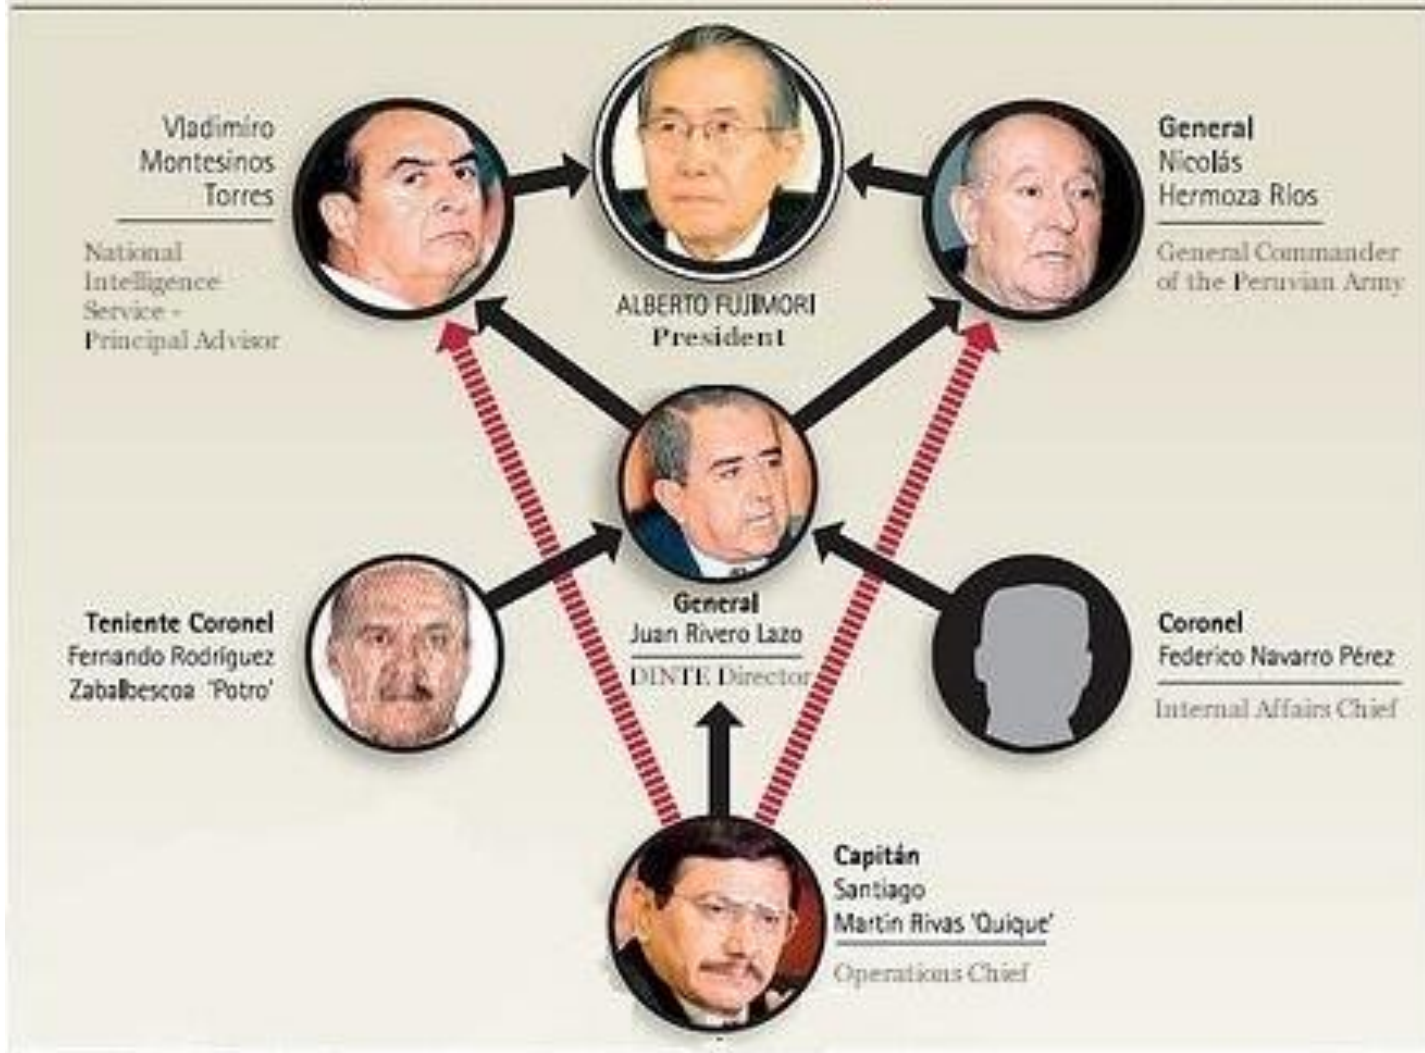 Vladimiro
Montesinos
Torres
National
Intelligence
Service -
Principal Advisor
ALBERTO FUJIMORI
President
General
Nicolás
Hermoza Ríos
General Commander
of the Peruvian Army
General
Juan Rivero Lazo
DINTE Director
Teniente Coronel
Fernando Rodríguez
Zabalbescoa 'Potro'
Coronel
Federico Navarro Pérez
Internal Affairs Chief
Capitán
Santiago
Martin Rivas 'Quique'
Operations Chief